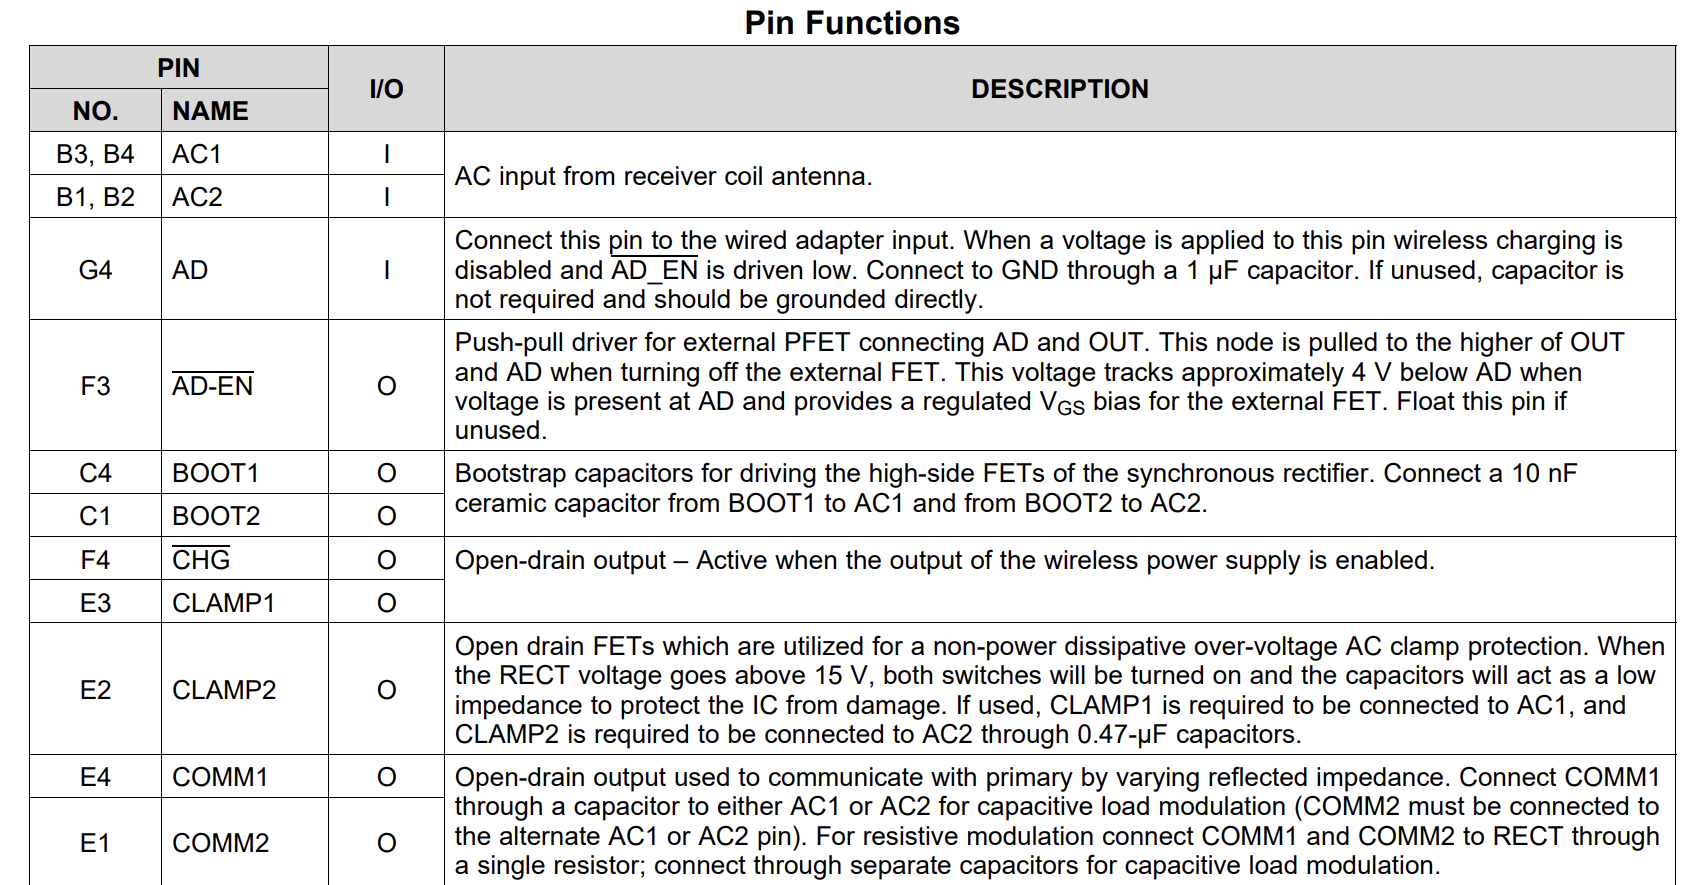 Pin Functions
PIN
I/O
DESCRIPTION
NO.
NAME
B3, B4
AC1
I
AC input from receiver coil antenna.
B1, B2
AC2
I
G4
AD
I
Connect this pin to the wired adapter input. When a voltage is applied to this pin wireless charging is
disabled and A̅D̅_̅E̅N̅ is driven low. Connect to GND through a 1 µF capacitor. If unused, capacitor is
not required and should be grounded directly.
F3
A̅D̅-̅E̅N̅
O
Push-pull driver for external PFET connecting AD and OUT. This node is pulled to the higher of OUT
and AD when turning off the external FET. This voltage tracks approximately 4 V below AD when
voltage is present at AD and provides a regulated VGS bias for the external FET. Float this pin if
unused.
C4
BOOT1
O
Bootstrap capacitors for driving the high-side FETs of the synchronous rectifier. Connect a 10 nF
ceramic capacitor from BOOT1 to AC1 and from BOOT2 to AC2.
C1
BOOT2
O
F4
C̅H̅G̅
O
Open-drain output – Active when the output of the wireless power supply is enabled.
E3
CLAMP1
O
E2
CLAMP2
O
Open drain FETs which are utilized for a non-power dissipative over-voltage AC clamp protection. When
the RECT voltage goes above 15 V, both switches will be turned on and the capacitors will act as a low
impedance to protect the IC from damage. If used, CLAMP1 is required to be connected to AC1, and
CLAMP2 is required to be connected to AC2 through 0.47-µF capacitors.
E4
COMM1
O
Open-drain output used to communicate with primary by varying reflected impedance. Connect COMM1
through a capacitor to either AC1 or AC2 for capacitive load modulation (COMM2 must be connected to
the alternate AC1 or AC2 pin). For resistive modulation connect COMM1 and COMM2 to RECT through
a single resistor; connect through separate capacitors for capacitive load modulation.
E1
COMM2
O